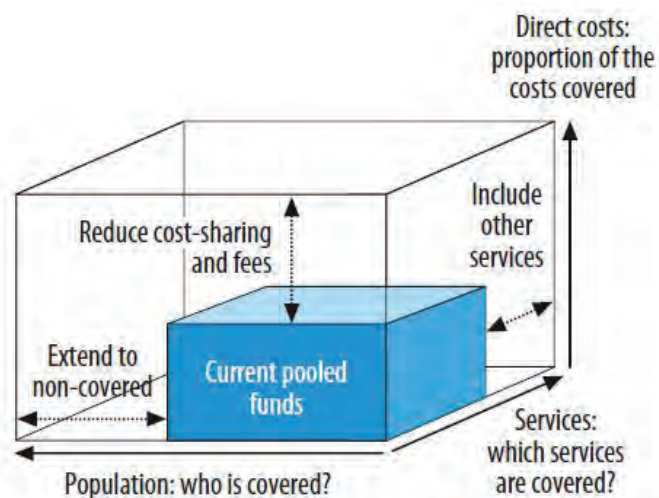 Direct costs:
proportion of the
costs covered
Include
other
services
Reduce cost-sharing
and fees
Extend to
non-covered
Current pooled
funds
Services:
which services
are covered?
Population: who is covered?